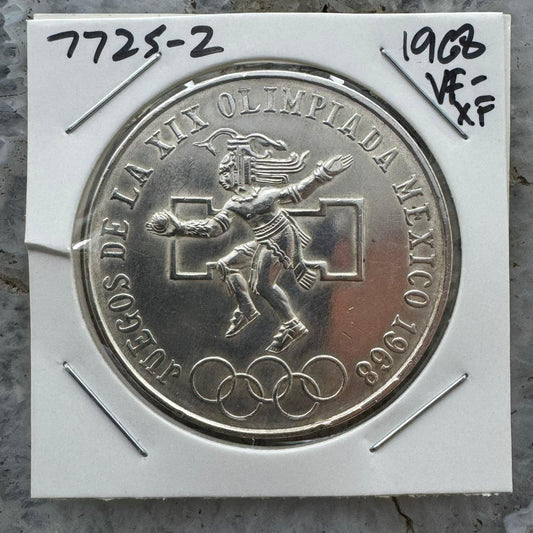 7725-2
1968
VF-
XF
JUEGOS DE LA XIX OLIMPIADA MEXICO 1968